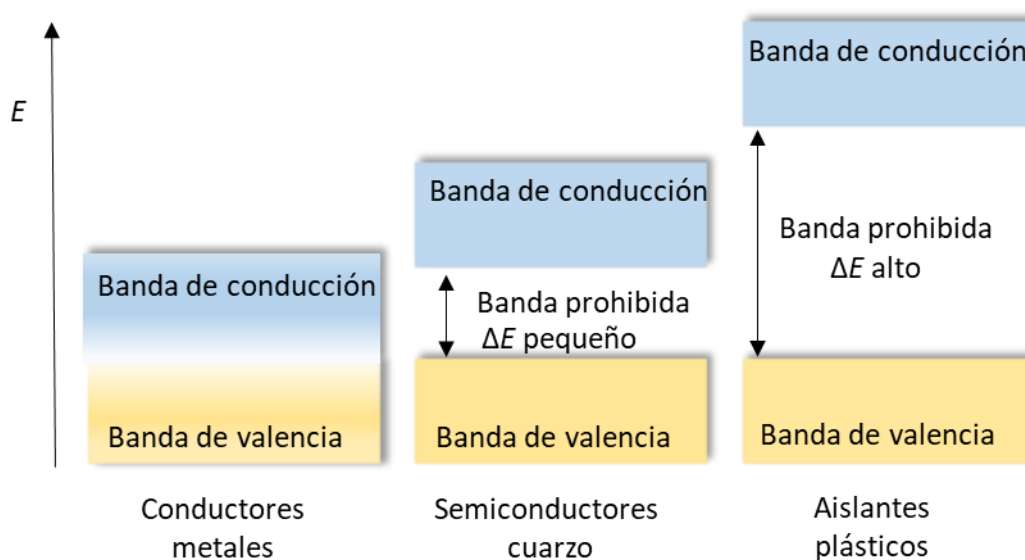 E
Banda de conducción
Banda de valencia
Conductores
metales
Banda de conducción
Banda prohibida
ΔE pequeño
Banda de valencia
Semiconductores
cuarzo
Banda de conducción
Banda prohibida
ΔE alto
Banda de valencia
Aislantes
plásticos